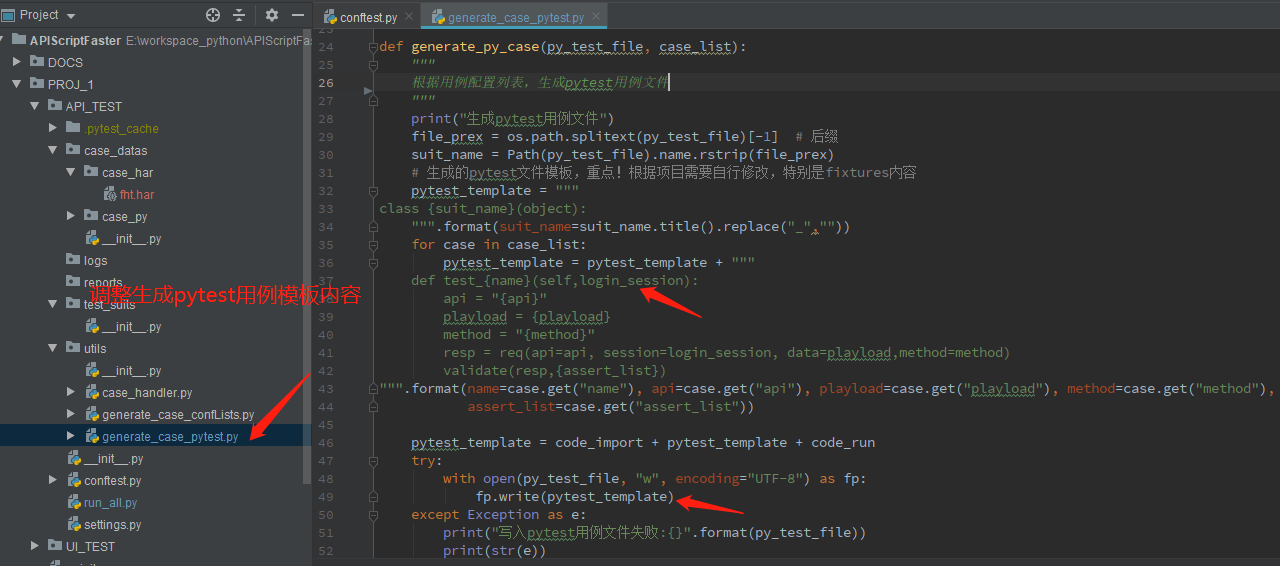 Project
conftest.py
generate_case_pytest.py
APIScriptFaster E:\workspace_python\APIScriptFas
DOCS
PROJ_1
API_TEST
.pytest_cache
case_datas
case_har
fht.har
case_py
__init__.py
logs
reports
调整生成pytest用例模板内容
test_suits
__init__.py
utils
__init__.py
case_handler.py
generate_case_confLists.py
generate_case_pytest.py
__init__.py
conftest.py
run_all.py
settings.py
UI_TEST
24 def generate_py_case(py_test_file, case_list):
25 """
26 根据用例配置列表，生成pytest用例文件
27 """
28 print("生成pytest用例文件")
29 file_prex = os.path.splitext(py_test_file)[-1] # 后缀
30 suit_name = Path(py_test_file).name.rstrip(file_prex)
31 # 生成的pytest文件模板，重点！根据项目需要自行修改，特别是fixtures内容
32 pytest_template = """
33 class {suit_name}(object):
34 """.format(suit_name=suit_name.title().replace("_",""))
35 for case in case_list:
36 pytest_template = pytest_template + """
37 def test_{name}(self,login_session):
38 api = "{api}"
39 playload = {playload}
40 method = "{method}"
41 resp = req(api=api, session=login_session, data=playload,method=method)
42 validate(resp,{assert_list})
43 """.format(name=case.get("name"), api=case.get("api"), playload=case.get("playload"), method=case.get("method"),
44 assert_list=case.get("assert_list"))
45
46 pytest_template = code_import + pytest_template + code_run
47 try:
48 with open(py_test_file, "w", encoding="UTF-8") as fp:
49 fp.write(pytest_template)
50 except Exception as e:
51 print("写入pytest用例文件失败:{}".format(py_test_file))
52 print(str(e))